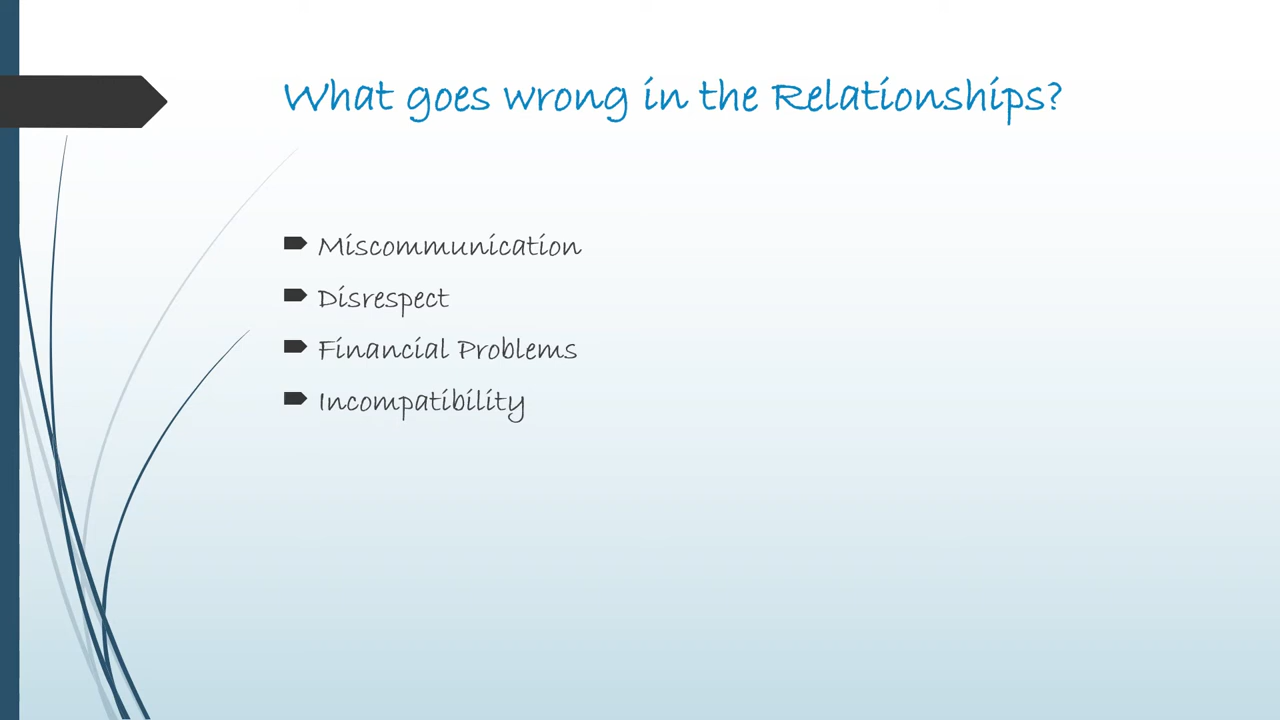 What goes wrong in the Relationships?
Miscommunication
Disrespect
Financial Problems
Incompatibility